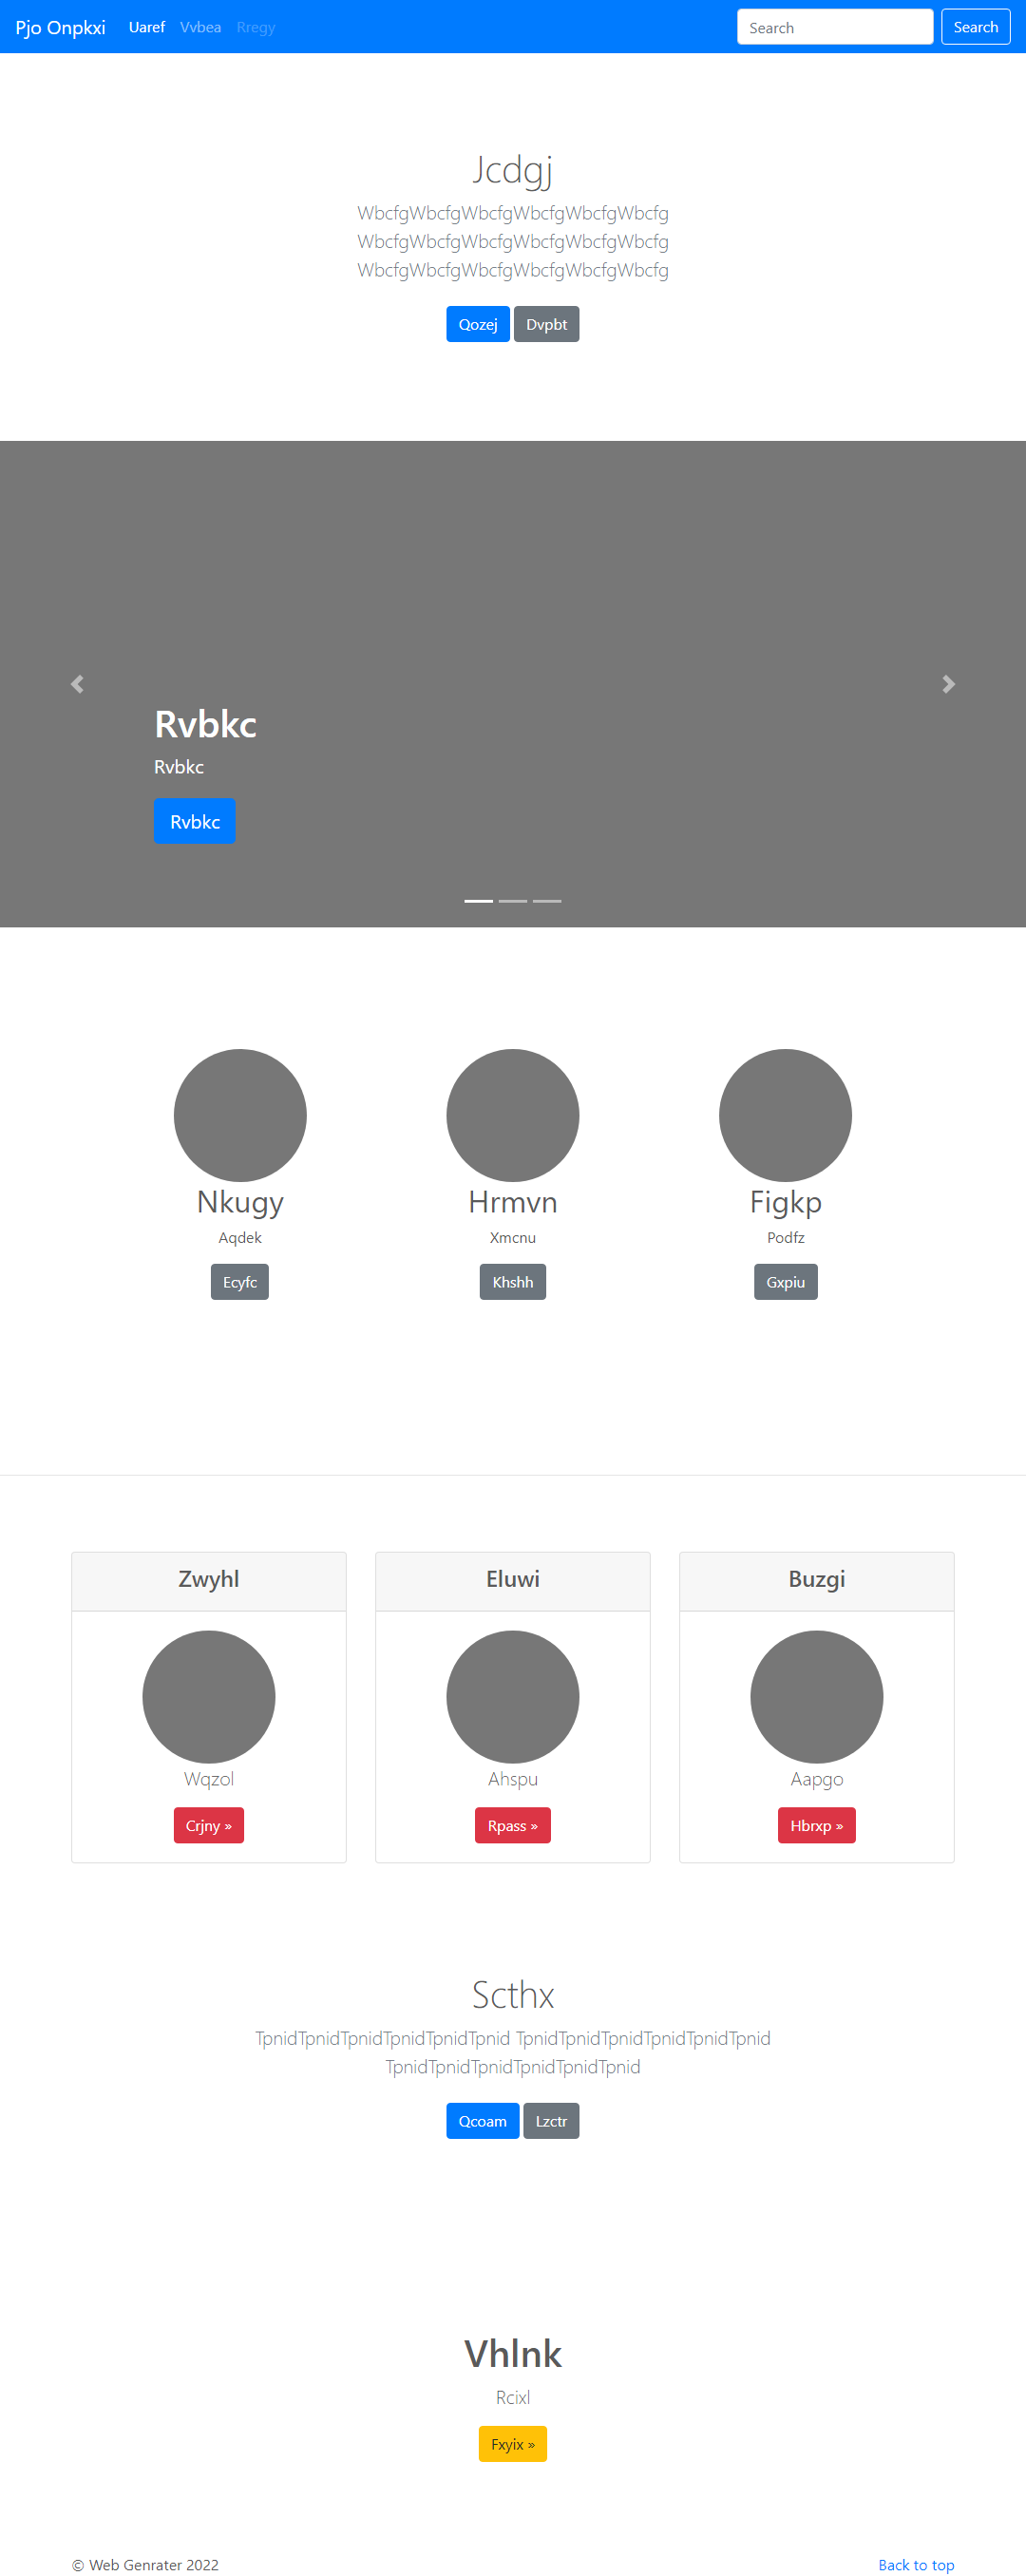 Pjo Onpkxi Uaref Vvbea Rregy Search Search
Jcdgj
WbcfgWbcfgWbcfgWbcfgWbcfgWbcfg
WbcfgWbcfgWbcfgWbcfgWbcfgWbcfg
WbcfgWbcfgWbcfgWbcfgWbcfgWbcfg
Qozej Dvpbt
Rvbkc
Rvbkc
Rvbkc
Nkugy Hrmvn Figkp
Aqdek Xmcnu Podfz
Ecyfc Khshh Gxpiu
Zwyhl Eluwi Buzgi
Wqzol Ahspu Aapgo
Crjny » Rpass » Hbrxp »
Scthx
TpnidTpnidTpnidTpnidTpnidTpnid TpnidTpnidTpnidTpnidTpnidTpnid
TpnidTpnidTpnidTpnidTpnidTpnid
Qcoam Lzctr
Vhlnk
Rcixl
Fxyix »
© Web Genrater 2022 Back to top